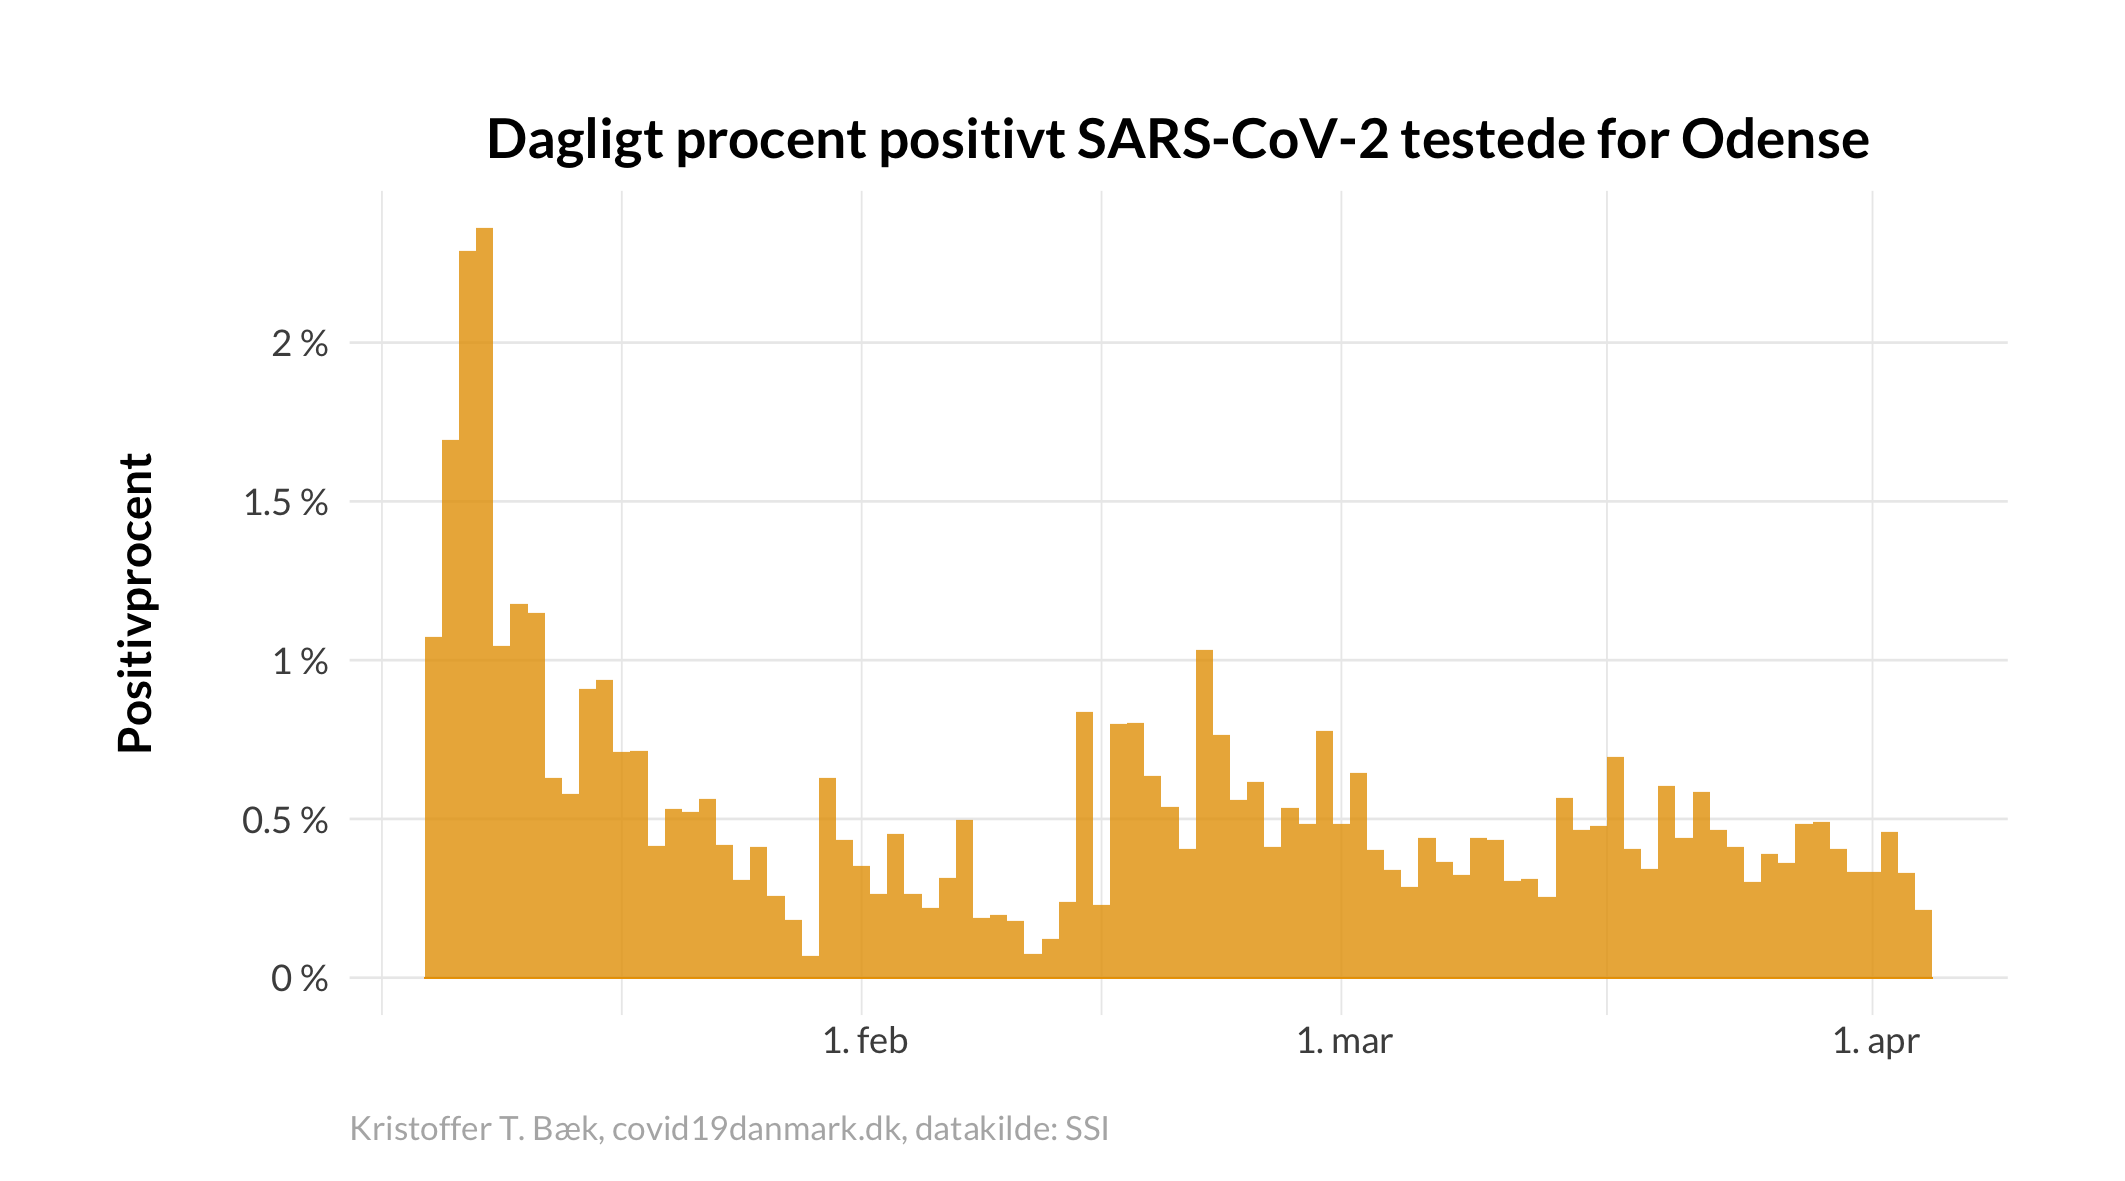 Dagligt procent positivt SARS-CoV-2 testede for Odense
Positivprocent
2 %
1.5 %
1 %
0.5 %
0 %
1. feb
1. mar
1. apr
Kristoffer T. Bæk, covid19danmark.dk, datakilde: SSI